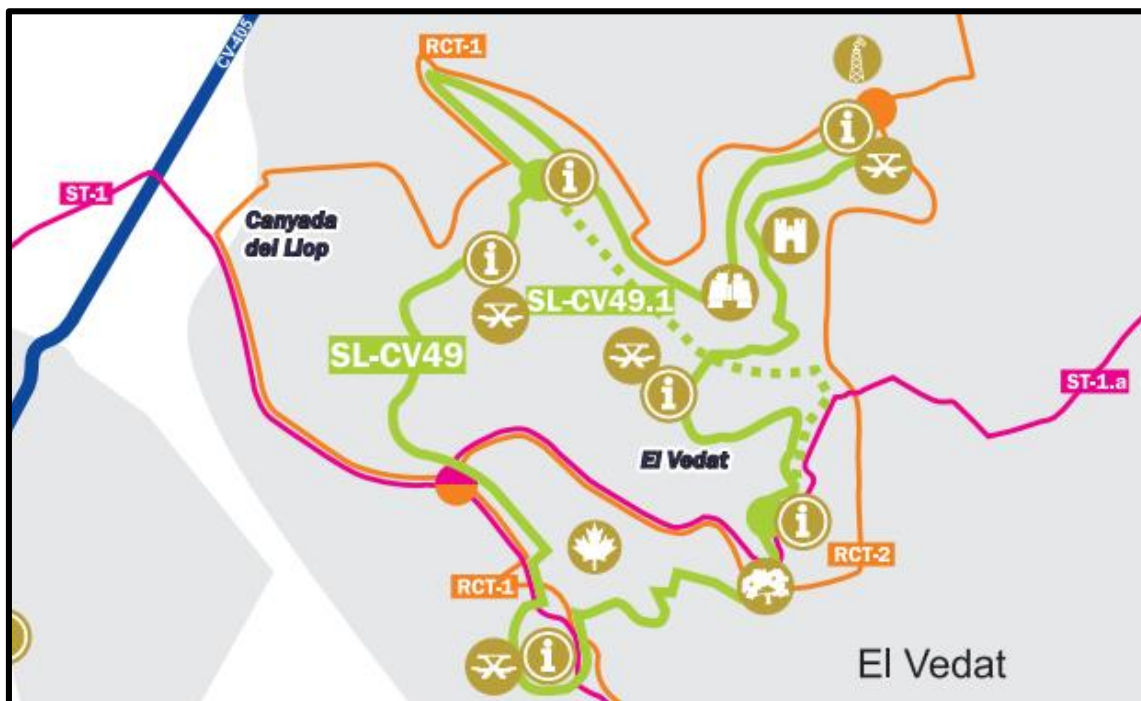 CV-405
RCT-1
ST-1
Canyada
del Llop
SL-CV49.1
SL-CV49
ST-1.a
El Vedat
RCT-2
RCT-1
El Vedat